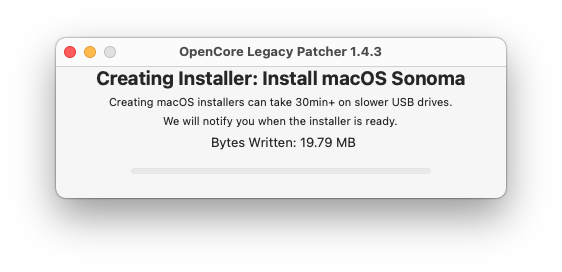 OpenCore Legacy Patcher 1.4.3
Creating Installer: Install macOS Sonoma
Creating macOS installers can take 30min+ on slower USB drives.
We will notify you when the installer is ready.
Bytes Written: 19.79 MB